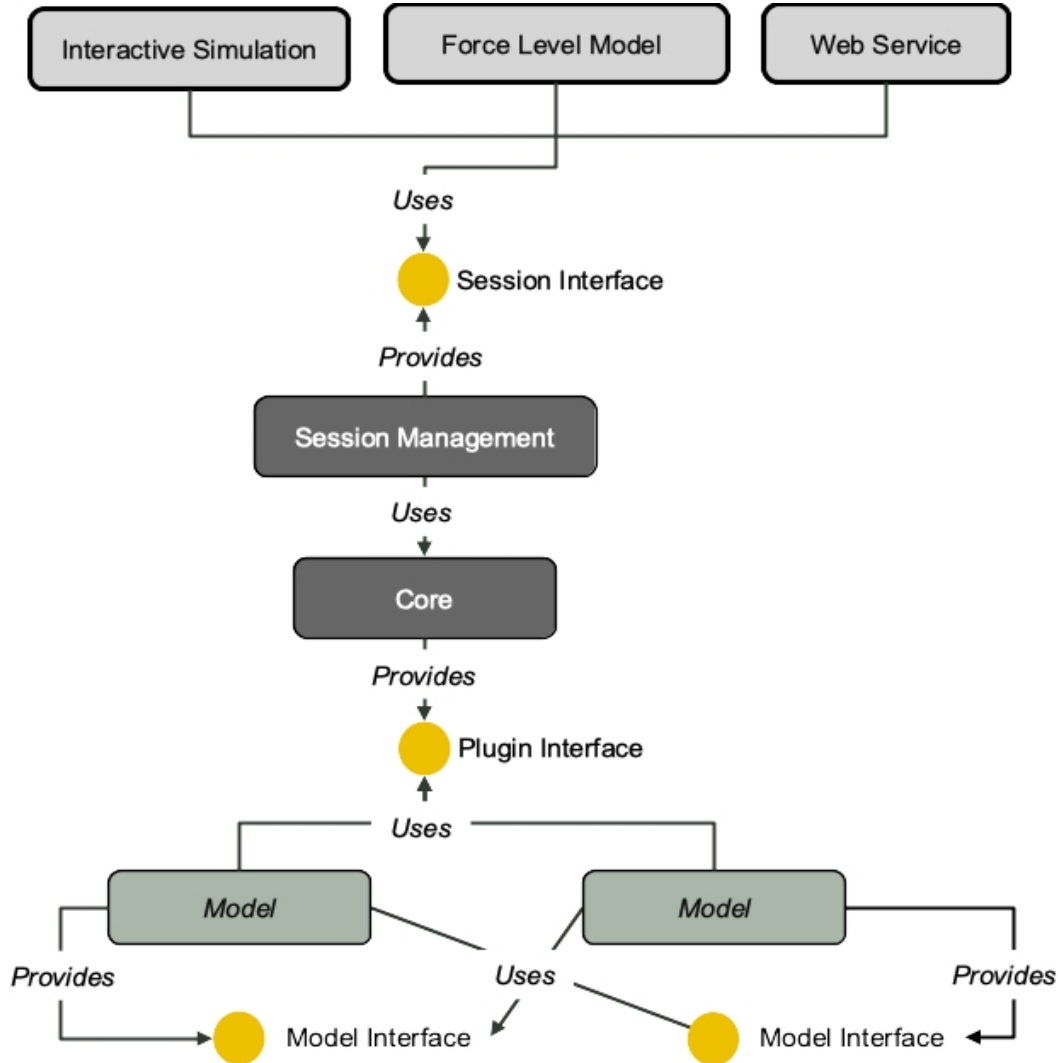 Interactive Simulation
Force Level Model
Web Service
Uses
Session Interface
Provides
Session Management
Uses
Core
Provides
Plugin Interface
Uses
Model
Model
Provides
Uses
Provides
Model Interface
Model Interface